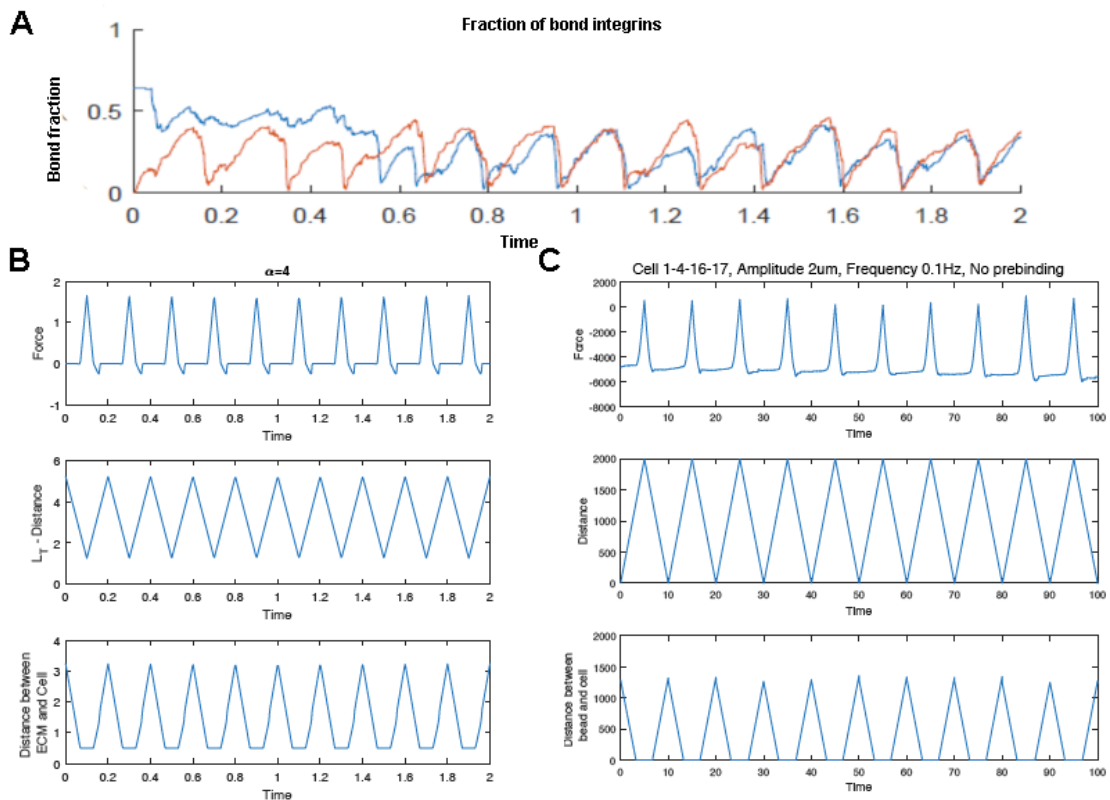 A
Fraction of bond integrins
Bond fraction
1
0.5
0
0 0.2 0.4 0.6 0.8 1 1.2 1.4 1.6 1.8 2
Time
B
α=4
Force
2
1
0
-1
0 0.2 0.4 0.6 0.8 1 1.2 1.4 1.6 1.8 2
Time
L_T - Distance
6
4
2
0
0 0.2 0.4 0.6 0.8 1 1.2 1.4 1.6 1.8 2
Time
Distance between
ECM and Cell
4
3
2
1
0
0 0.2 0.4 0.6 0.8 1 1.2 1.4 1.6 1.8 2
Time
C
Cell 1-4-16-17, Amplitude 2um, Frequency 0.1Hz, No prebinding
Force
2000
0
-2000
-4000
-6000
-8000
0 10 20 30 40 50 60 70 80 90 100
Time
Distance
2000
1500
1000
500
0
0 10 20 30 40 50 60 70 80 90 100
Time
Distance between
bead and cell
2000
1500
1000
500
0
0 10 20 30 40 50 60 70 80 90 100
Time